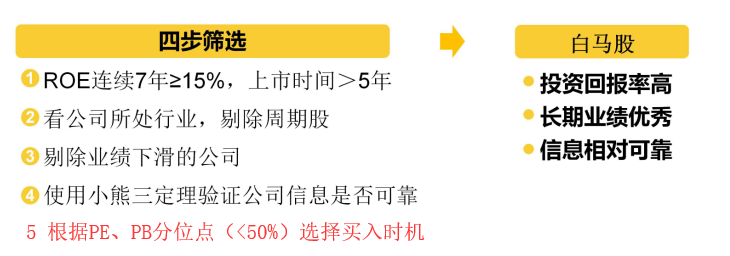 四步筛选
1 ROE连续7年≥15%，上市时间＞5年
2 看公司所处行业，剔除周期股
3 剔除业绩下滑的公司
4 使用小熊三定理验证公司信息是否可靠
5 根据PE、PB分位点（<50%）选择买入时机
白马股
投资回报率高
长期业绩优秀
信息相对可靠